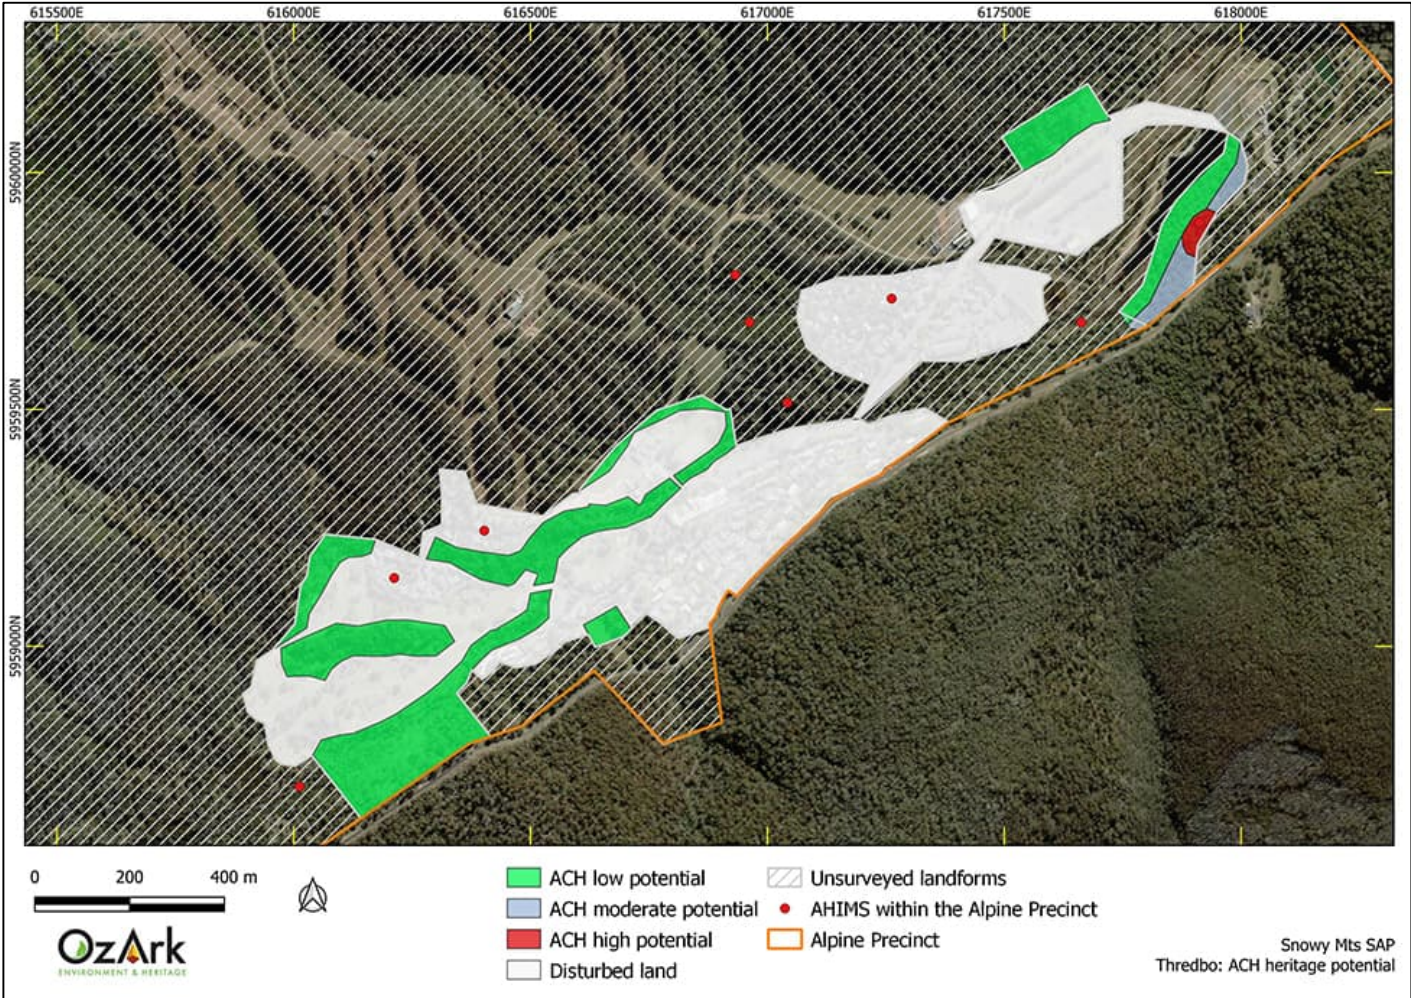 615500E 616000E 616500E 617000E 617500E 618000E
5960000N
5959500N
5959000N
0 200 400 m
OzArk
ENVIRONMENT & HERITAGE
ACH low potential
ACH moderate potential
ACH high potential
Disturbed land
Unsurveyed landforms
AHIMS within the Alpine Precinct
Alpine Precinct
Snowy Mts SAP
Thredbo: ACH heritage potential